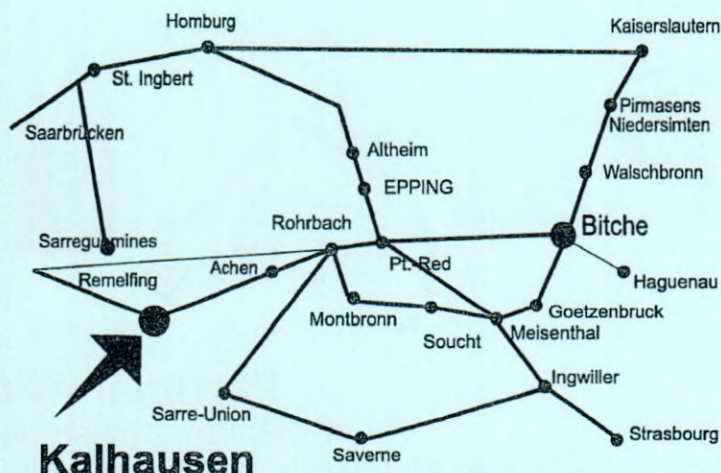 Homburg
Kaiserslautern
St. Ingbert
Pirmasens
Niedersimten
Saarbrücken
Altheim
Walschbronn
EPPING
Rohrbach
Bitche
Sarreguemines
Achen
Pt.-Red
Remelfing
Haguenau
Montbronn
Goetzenbruck
Soucht
Meisenthal
Ingwiller
Sarre-Union
Strasbourg
Saverne
Kalhausen